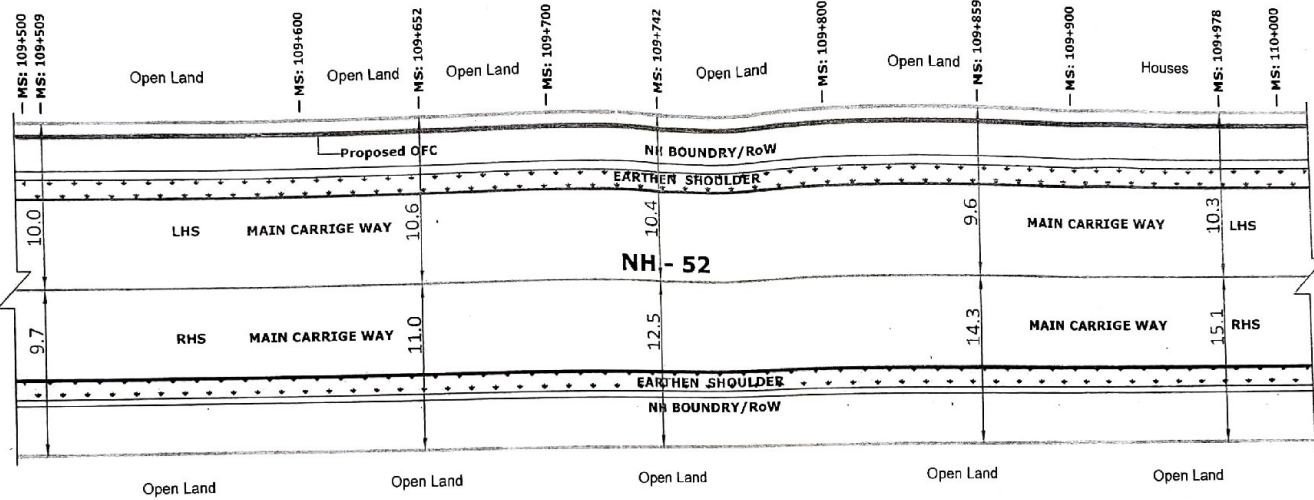 MS: 109+500
MS: 109+509
MS: 109+600
MS: 109+652
MS: 109+700
MS: 109+742
MS: 109+800
MS: 109+859
MS: 109+900
MS: 109+978
MS: 110+000
Open Land
Open Land
Open Land
Open Land
Open Land
Houses
Proposed OFC
NH BOUNDRY/RoW
EARTHEN SHOULDER
10.0
LHS
MAIN CARRIGE WAY
10.6
10.4
9.6
MAIN CARRIGE WAY
10.3
LHS
NH - 52
9.7
RHS
MAIN CARRIGE WAY
11.0
12.5
14.3
MAIN CARRIGE WAY
15.1
RHS
EARTHEN SHOULDER
NH BOUNDRY/RoW
Open Land
Open Land
Open Land
Open Land
Open Land